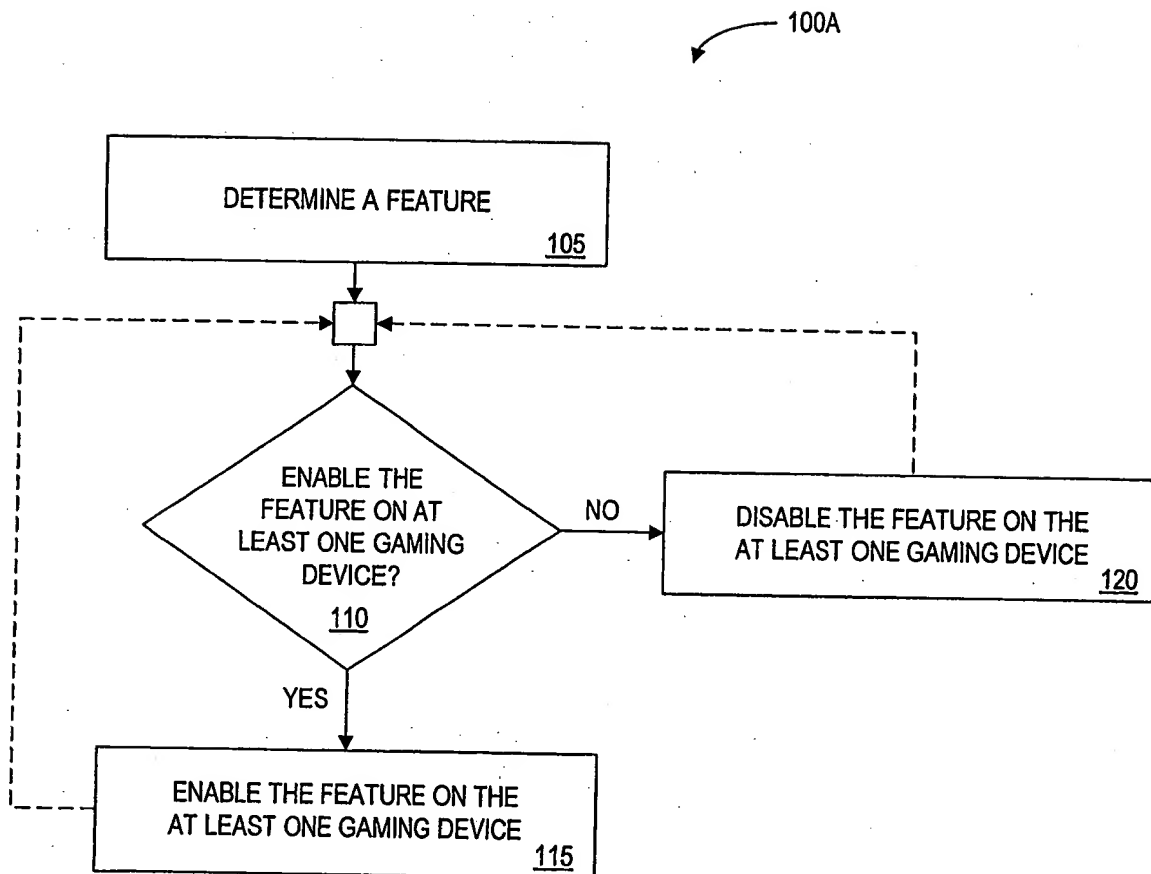 100A
DETERMINE A FEATURE
105
ENABLE THE
FEATURE ON AT
LEAST ONE GAMING
DEVICE?
110
NO
DISABLE THE FEATURE ON THE
AT LEAST ONE GAMING DEVICE
120
YES
ENABLE THE FEATURE ON THE
AT LEAST ONE GAMING DEVICE
115